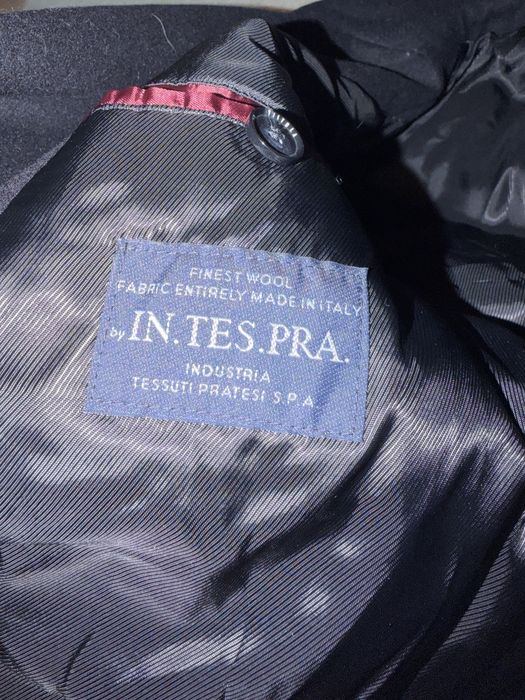 FINEST WOOL
FABRIC ENTIRELY MADE IN ITALY
by IN.TES.PRA.
INDUSTRIA
TESSUTI PRATESI S.P.A